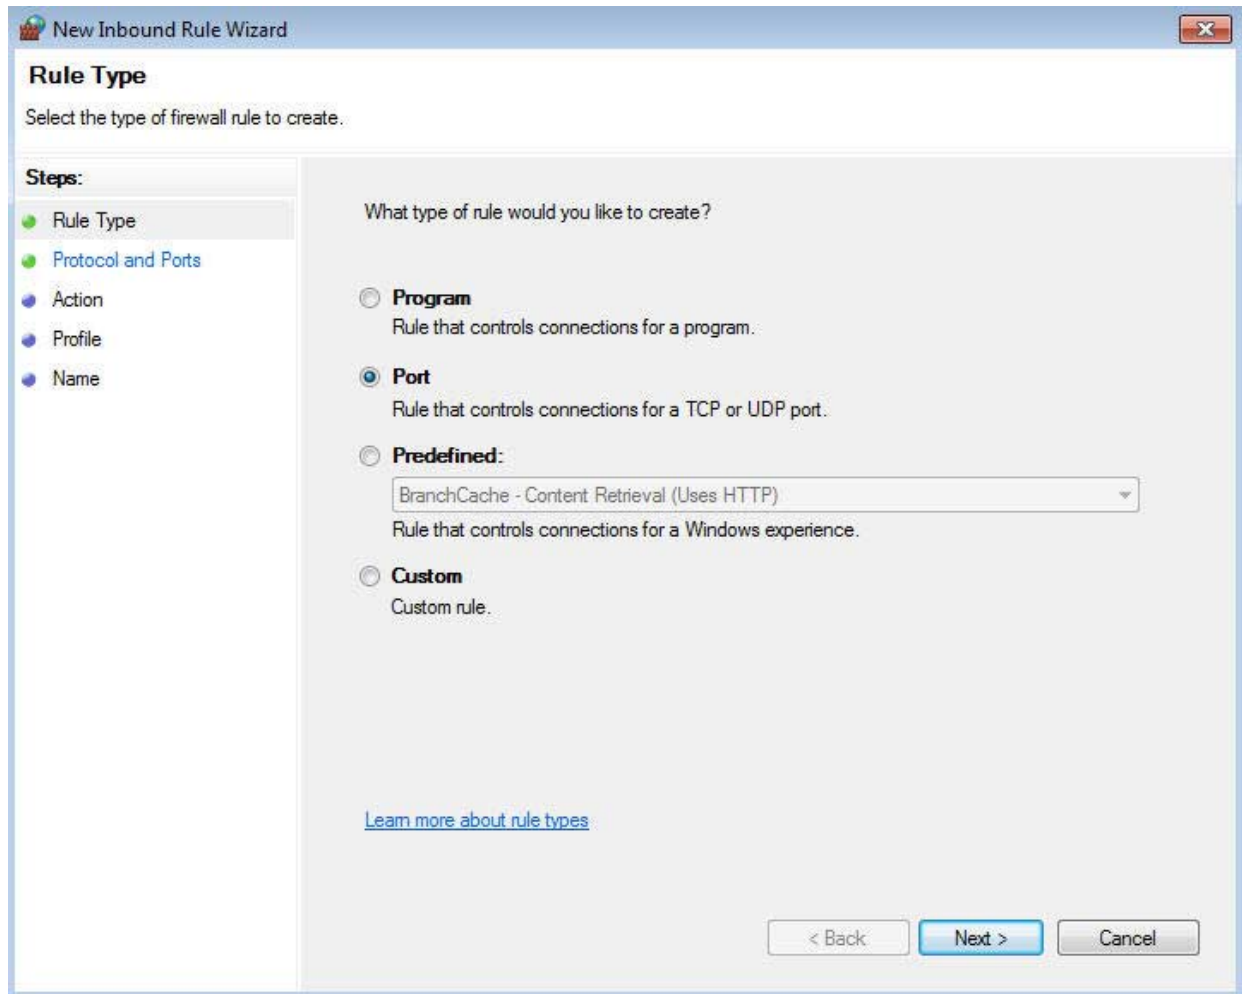 New Inbound Rule Wizard
Rule Type
Select the type of firewall rule to create.
Steps:
Rule Type
Protocol and Ports
Action
Profile
Name
What type of rule would you like to create?
Program
Rule that controls connections for a program.
Port
Rule that controls connections for a TCP or UDP port.
Predefined:
BranchCache - Content Retrieval (Uses HTTP)
Rule that controls connections for a Windows experience.
Custom
Custom rule.
Learn more about rule types
< Back
Next >
Cancel